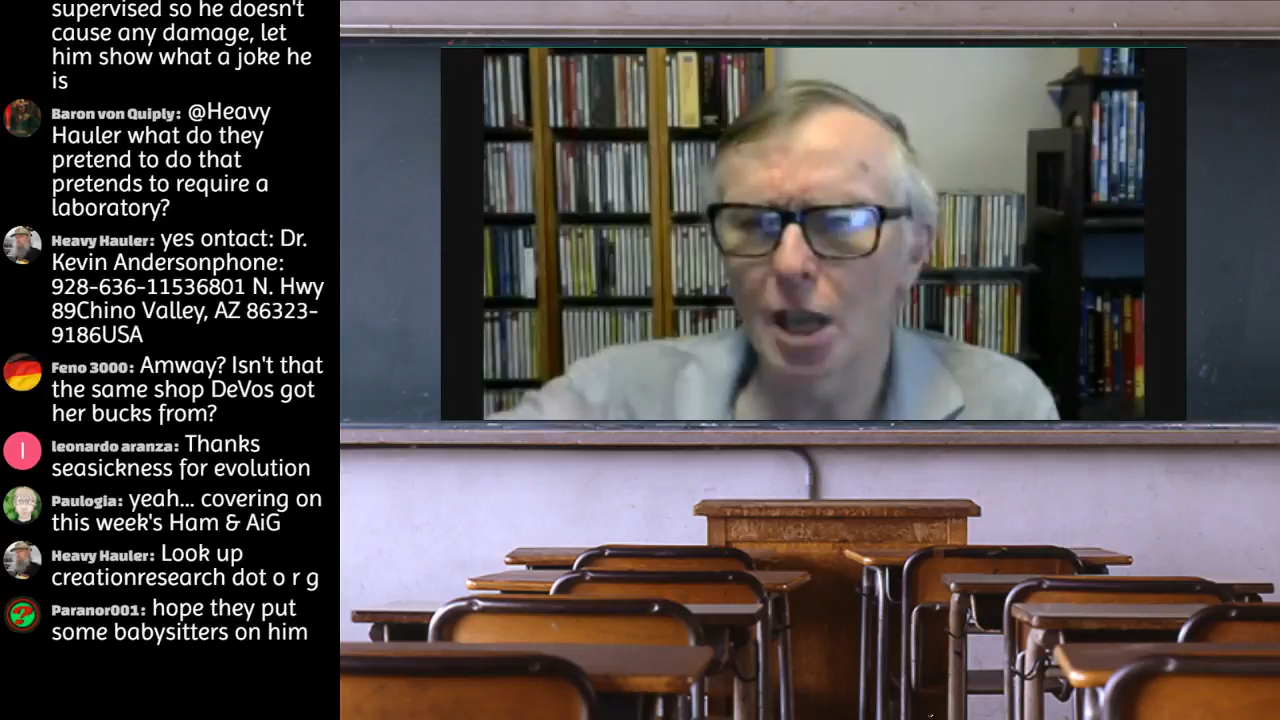 supervised so he doesn't
cause any damage, let
him show what a joke he
is
Baron von Quiply: @Heavy
Hauler what do they
pretend to do that
pretends to require a
laboratory?
Heavy Hauler: yes ontact: Dr.
Kevin Andersonphone:
928-636-11536801 N. Hwy
89Chino Valley, AZ 86323-
9186USA
Feno 3000: Amway? Isn't that
the same shop DeVos got
her bucks from?
leonardo aranza: Thanks
seasickness for evolution
Paulogia: yeah... covering on
this week's Ham & AiG
Heavy Hauler: Look up
creationresearch dot o r g
Paranor001: hope they put
some babysitters on him